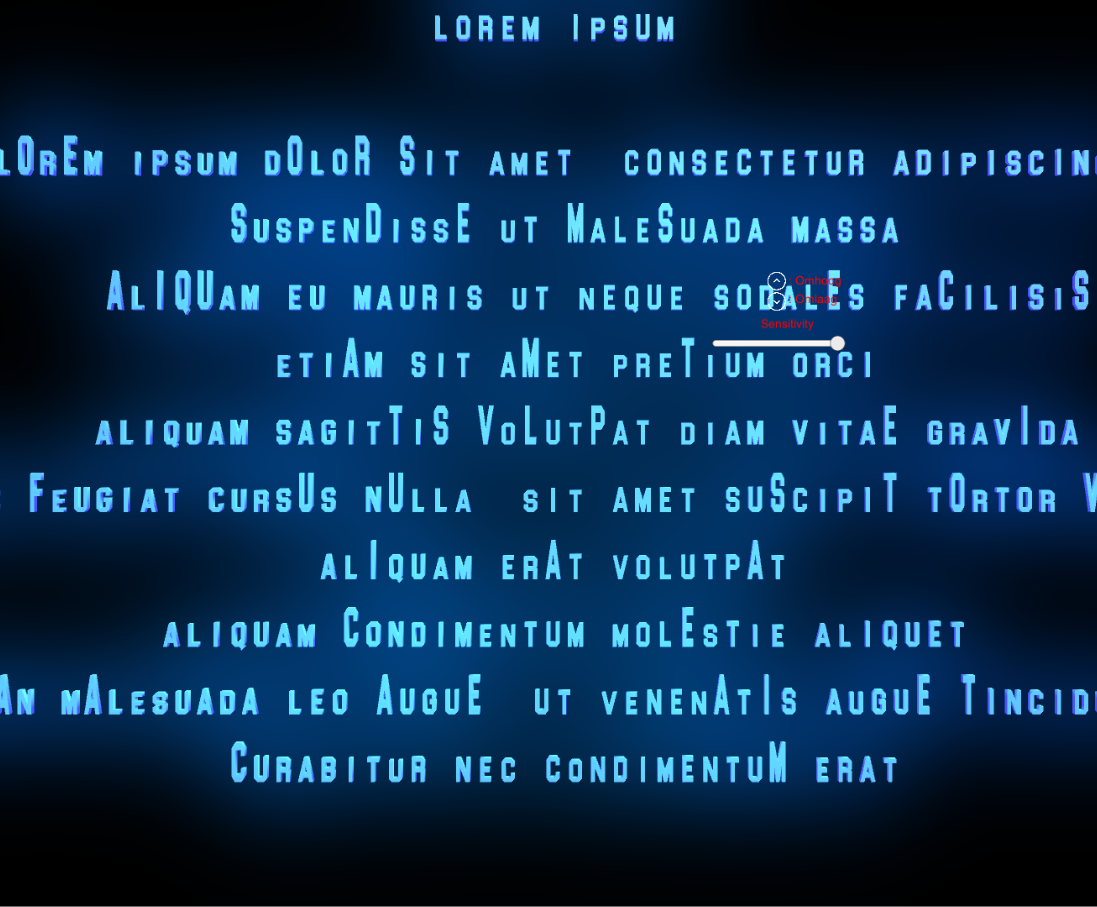 LOREM IPSUM
LOrEm ipsum dOloR Sit amet consectetur adipiscing
SuspenDissE ut MaleSuada massa
AlIQUam eu mauris ut neque sodalEs faCilisiS
Omhoog
Omlaag
Sensitivity
etiAm sit aMet preTium orci
aliquam sagitTiS VoLutPat diam vitaE gravIda
Feugiat cursUs nUlla sit amet suScipiT tOrtor
alIquam erAt volutpAt
aliquam Condimentum molEstie aliquet
An mAlesuada leo AuguE ut venenAtIs auguE Tincidu
Curabitur nec condimentuM erat